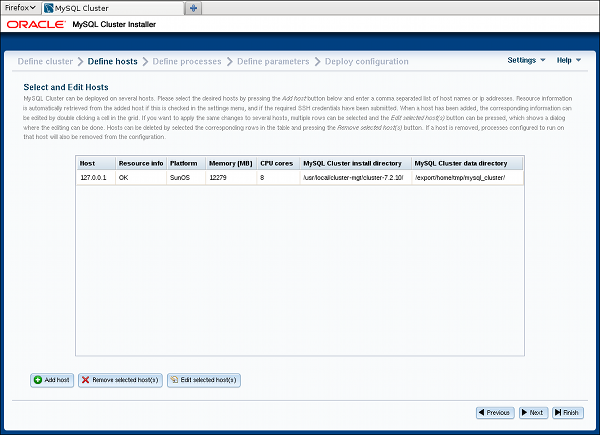 Firefox
MySQL Cluster
ORACLE® MySQL Cluster Installer
Define cluster Define hosts Define processes Define parameters Deploy configuration Settings Help
Select and Edit Hosts
MySQL Cluster can be deployed on several hosts. Please select the desired hosts by pressing the Add host button below and enter a comma separated list of host names or ip addresses. Resource information
is automatically retrieved from the added host if this is checked in the settings menu, and if the required SSH credentials have been submitted. When a host has been added, the corresponding information can
be edited by double clicking a cell in the grid. If you want to apply the same changes to several hosts, multiple rows can be selected and the Edit selected host(s) button can be pressed, which shows a dialog
where the editing can be done. Hosts can be deleted by selected the corresponding rows in the table and pressing the Remove selected host(s) button. If a host is removed, processes configured to run on
that host will also be removed from the configuration.
Host Resource info Platform Memory [MB] CPU cores MySQL Cluster install directory MySQL Cluster data directory
127.0.0.1 OK SunOS 12279 8 /usr/local/cluster-mgt/cluster-7.2.10/ /export/home/tmp/mysql_cluster/
Add host Remove selected host(s) Edit selected host(s)
Previous Next Finish